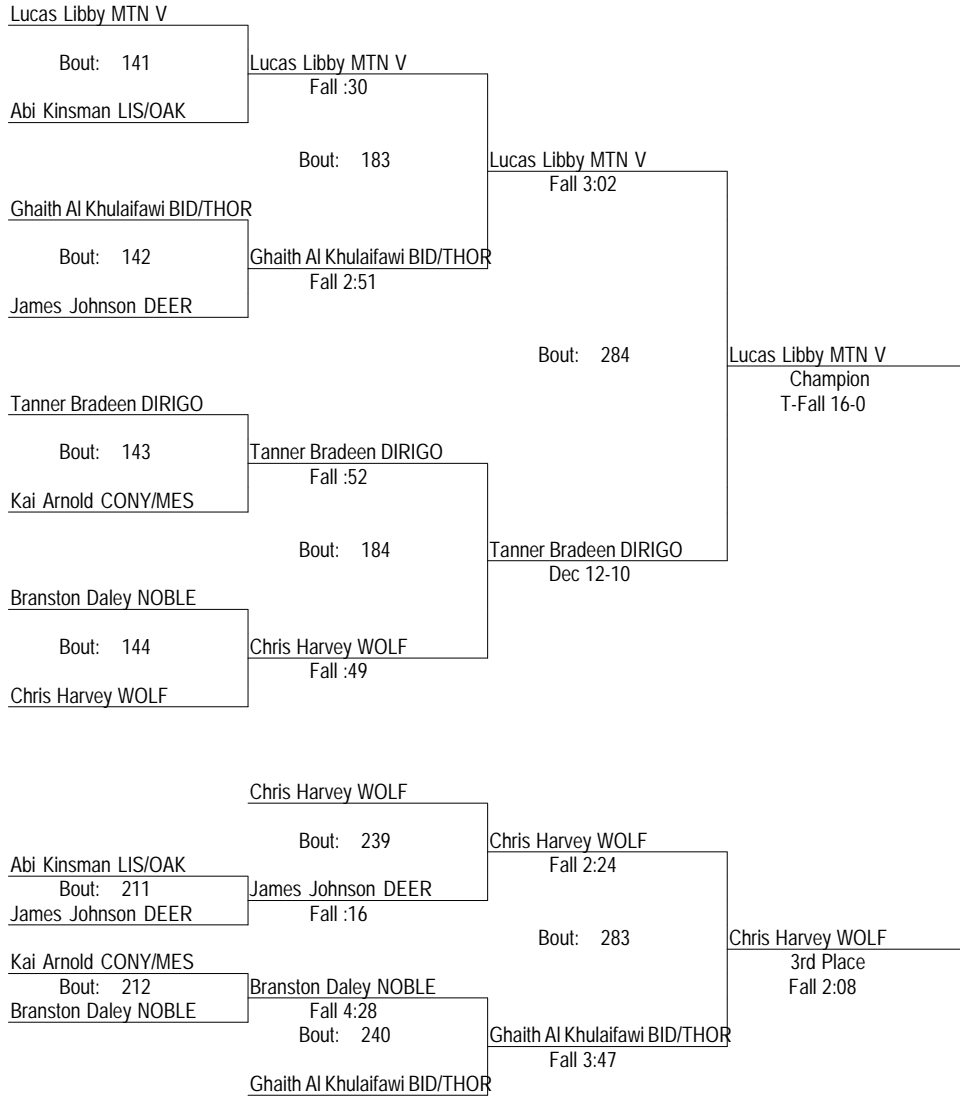 Lucas Libby MTN V
Bout: 141
Lucas Libby MTN V
Fall :30
Abi Kinsman LIS/OAK
Bout: 183
Lucas Libby MTN V
Fall 3:02
Ghaith Al Khulaifawi BID/THOR
Bout: 142
Ghaith Al Khulaifawi BID/THOR
Fall 2:51
James Johnson DEER
Bout: 284
Lucas Libby MTN V
Champion
T-Fall 16-0
Tanner Bradeen DIRIGO
Bout: 143
Tanner Bradeen DIRIGO
Fall :52
Kai Arnold CONY/MES
Bout: 184
Tanner Bradeen DIRIGO
Dec 12-10
Branston Daley NOBLE
Bout: 144
Chris Harvey WOLF
Fall :49
Chris Harvey WOLF
Chris Harvey WOLF
Bout: 239
Chris Harvey WOLF
Fall 2:24
Abi Kinsman LIS/OAK
Bout: 211
James Johnson DEER
Fall :16
James Johnson DEER
Bout: 283
Chris Harvey WOLF
3rd Place
Fall 2:08
Kai Arnold CONY/MES
Bout: 212
Branston Daley NOBLE
Fall 4:28
Branston Daley NOBLE
Bout: 240
Ghaith Al Khulaifawi BID/THOR
Fall 3:47
Ghaith Al Khulaifawi BID/THOR